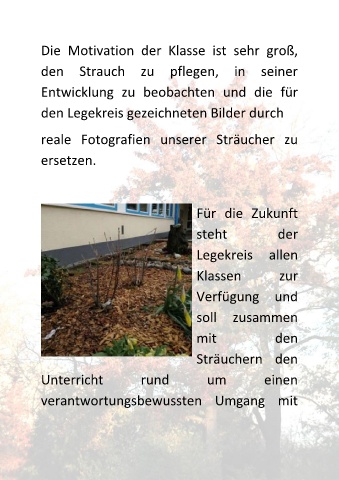 Die Motivation der Klasse ist sehr groß,
den Strauch zu pflegen, in seiner
Entwicklung zu beobachten und die für
den Legekreis gezeichneten Bilder durch
reale Fotografien unserer Sträucher zu
ersetzen.
Für die Zukunft
steht der
Legekreis allen
Klassen zur
Verfügung und
soll zusammen
mit den
Sträuchern den
Unterricht rund um einen
verantwortungsbewussten Umgang mit